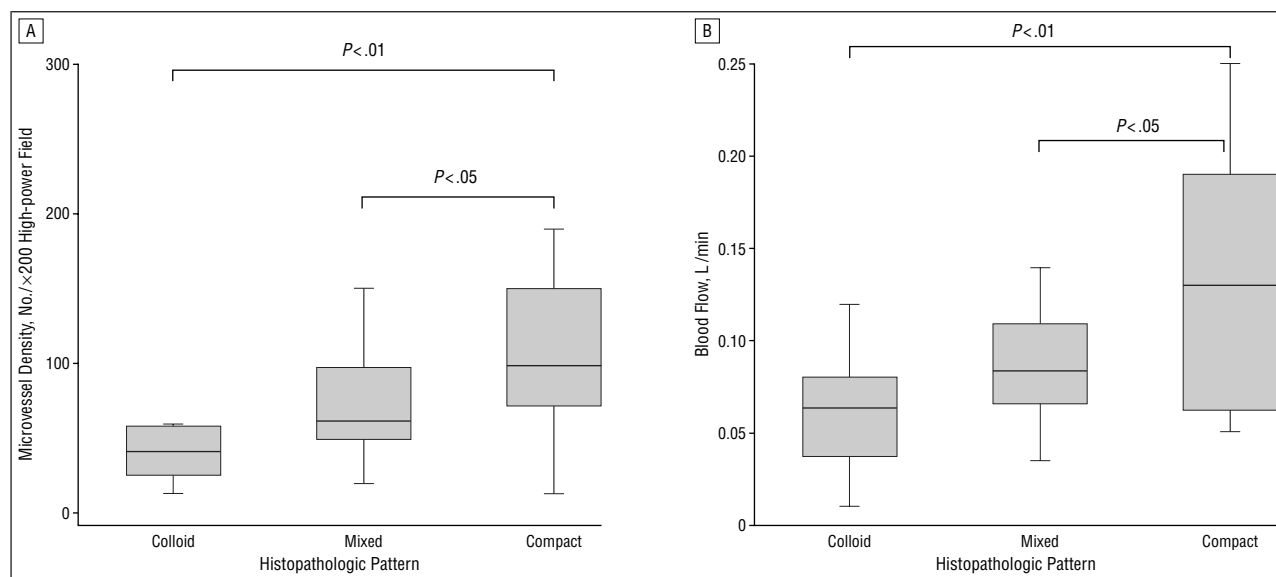 A
P<.01
300
P<.05
200
100
0
Microvessel Density, No./×200 High-power Field
Colloid
Mixed
Compact
Histopathologic Pattern
B
P<.01
0.25
P<.05
0.20
0.15
0.10
0.05
0
Blood Flow, L/min
Colloid
Mixed
Compact
Histopathologic Pattern